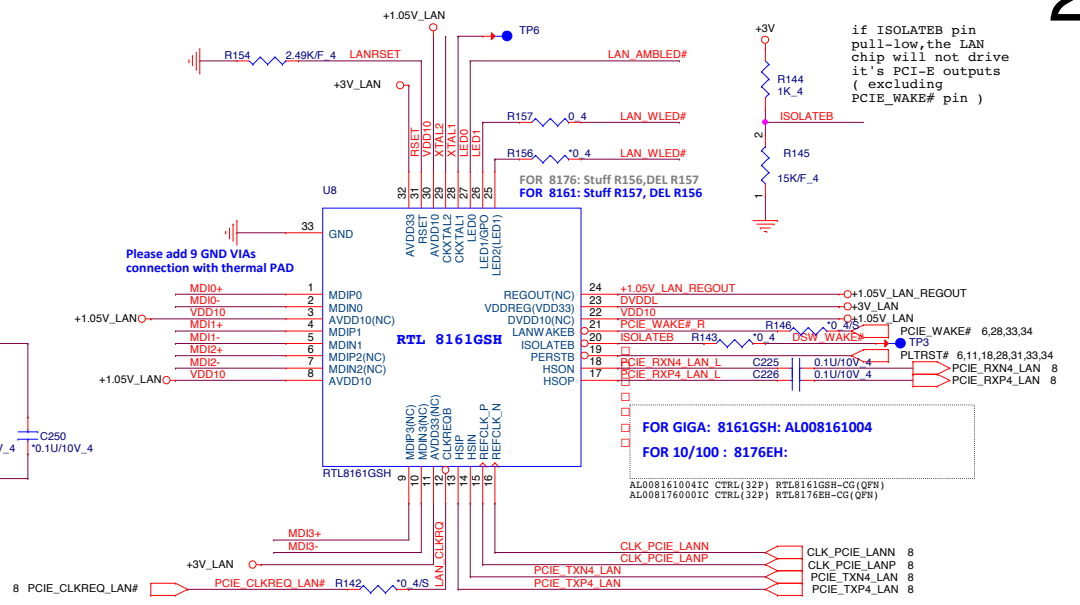 2
+1.05V_LAN
TP6
+3V
if ISOLATEB pin
pull-low,the LAN
chip will not drive
it's PCI-E outputs
( excluding
PCIE_WAKE# pin )
R154
2.49K/F_4
LANRSET
LAN_AMBLED#
+3V_LAN
R144
1K_4
R157
0_4
LAN_WLED#
ISOLATEB
RSET
VDD10
XTAL2
XTAL1
LED0
LED1
2
R156
*0_4
LAN_WLED#
R145
15K/F_4
1
FOR 8176: Stuff R156,DEL R157
FOR 8161: Stuff R157, DEL R156
U8
32
31
30
29
28
27
26
25
33
GND
AVDD33
RSET
AVDD10
CKXTAL2
CKXTAL1
LED0
LED1/GPO
LED2(LED1)
Please add 9 GND VIAs
connection with thermal PAD
MDI0+
1
MDIP0
MDI0-
2
MDIN0
+1.05V_LAN
VDD10
3
AVDD10(NC)
MDI1+
4
MDIP1
MDI1-
5
MDIN1
MDI2+
6
MDIP2(NC)
MDI2-
7
MDIN2(NC)
+1.05V_LAN
VDD10
8
AVDD10
RTL 8161GSH
REGOUT(NC)
24
+1.05V_LAN_REGOUT
+1.05V_LAN_REGOUT
VDDREG(VDD33)
23
DVDDL
+3V_LAN
DVDD10(NC)
22
VDD10
+1.05V_LAN
LANWAKEB
21
PCIE_WAKE#_R
R146
*0_4/S
PCIE_WAKE# 6,28,33,34
ISOLATEB
20
ISOLATEB
R143
*0_4
DSW_WAKE#
TP3
PERSTB
19
PLTRST# 6,11,18,28,31,33,34
HSON
18
PCIE_RXN4_LAN_L
C225
0.1U/10V_4
PCIE_RXN4_LAN 8
HSOP
17
PCIE_RXP4_LAN_L
C226
0.1U/10V_4
PCIE_RXP4_LAN 8
MDIP3(NC)
MDIN3(NC)
AVDD33(NC)
CLKREQB
HSIP
HSIN
REFCLK_P
REFCLK_N
FOR GIGA: 8161GSH: AL008161004
FOR 10/100 : 8176EH:
C250
V_4
*0.1U/10V_4
RTL8161GSH
9
10
11
12
13
14
15
16
AL008161004IC CTRL(32P) RTL8161GSH-CG(QFN)
AL008176000IC CTRL(32P) RTL8176EH-CG(QFN)
MDI3+
MDI3-
LAN_CLKRQ
+3V_LAN
CLK_PCIE_LANN
CLK_PCIE_LANN 8
CLK_PCIE_LANP
CLK_PCIE_LANP 8
PCIE_TXN4_LAN
PCIE_TXN4_LAN 8
PCIE_TXP4_LAN
PCIE_TXP4_LAN 8
8 PCIE_CLKREQ_LAN#
PCIE_CLKREQ_LAN#
R142
*0_4/S